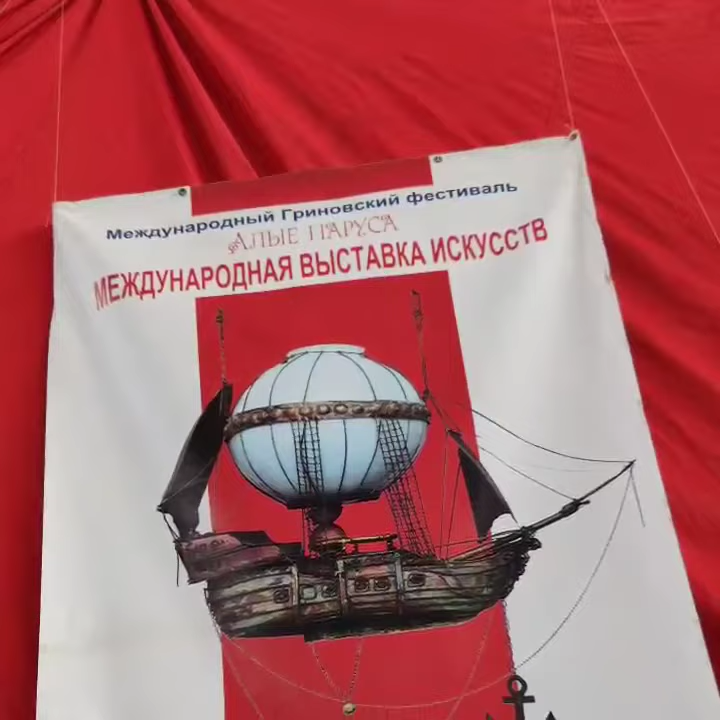 Международный Гриновский фестиваль
АЛЫЕ ПАРУСА
МЕЖДУНАРОДНАЯ ВЫСТАВКА ИСКУССТВ